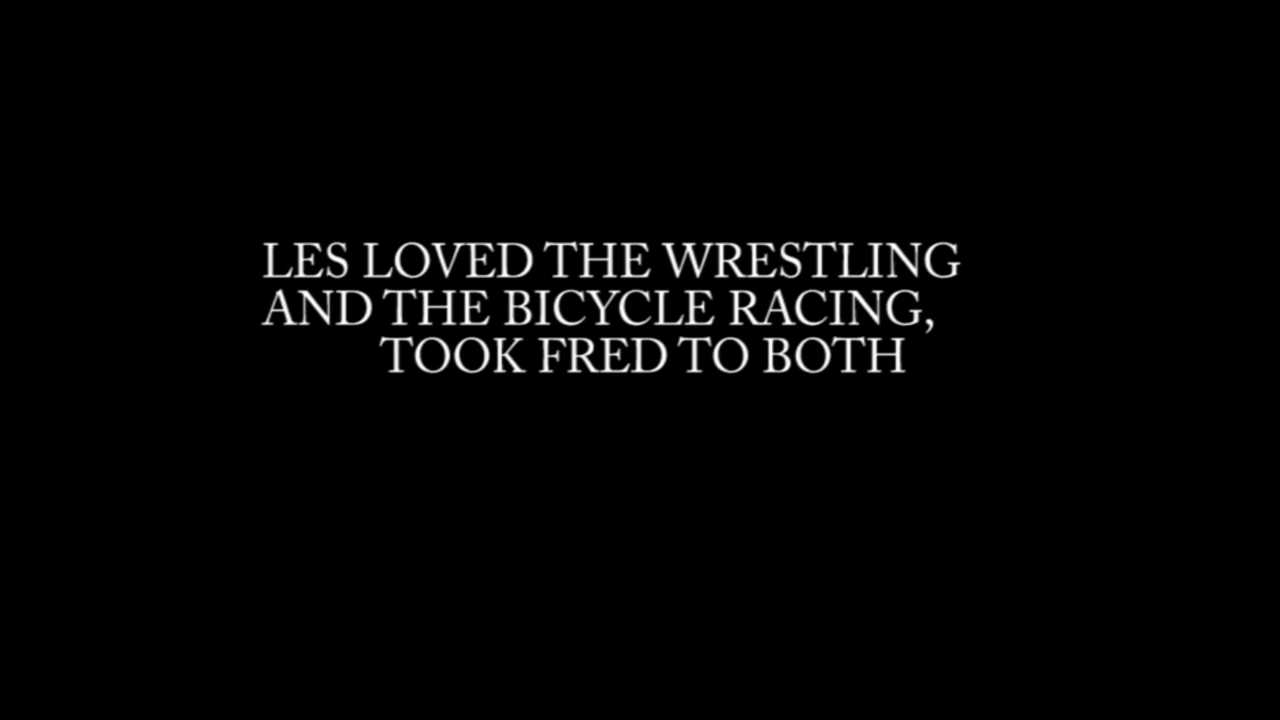 LES LOVED THE WRESTLING
AND THE BICYCLE RACING,
TOOK FRED TO BOTH